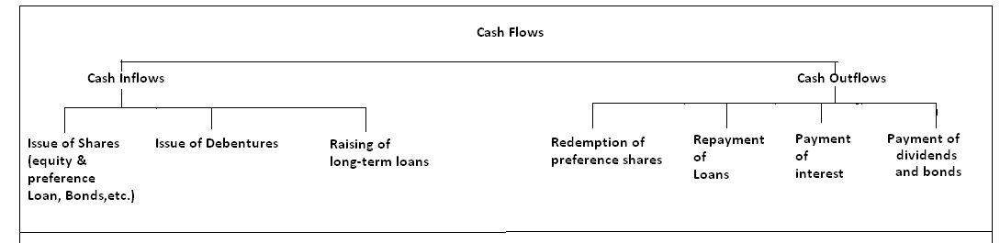 Cash Flows
Cash Inflows
Cash Outflows
Issue of Shares
(equity &
preference
Loan, Bonds,etc.)
Issue of Debentures
Raising of
long-term loans
Redemption of
preference shares
Repayment
of
Loans
Payment
of
interest
Payment of
dividends
and bonds